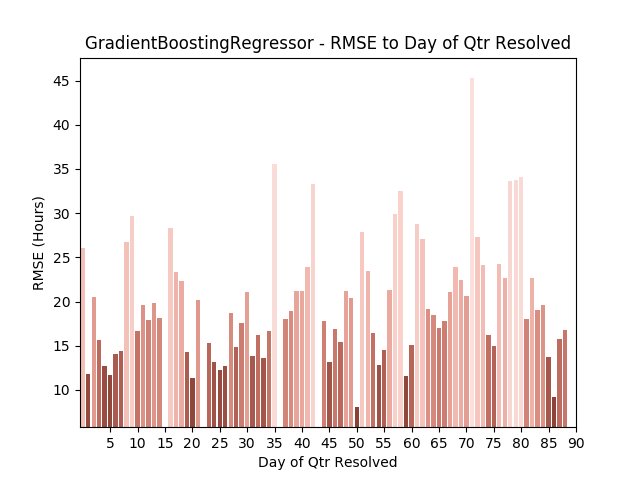 GradientBoostingRegressor - RMSE to Day of Qtr Resolved
45
40
35
30
25
20
15
10
RMSE (Hours)
5 10 15 20 25 30 35 40 45 50 55 60 65 70 75 80 85 90
Day of Qtr Resolved